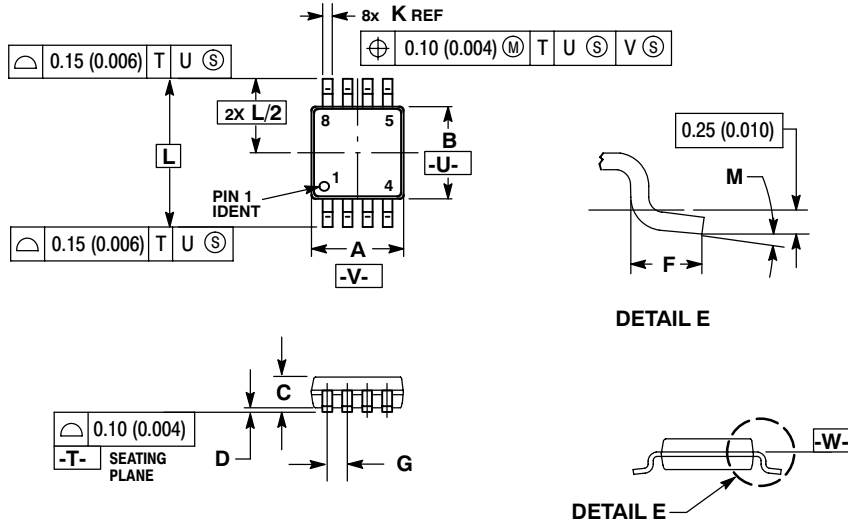 8x K REF
⌖ 0.10 (0.004) Ⓜ T U Ⓢ V Ⓢ
⌓ 0.15 (0.006) T U Ⓢ
2X L/2
8 5
B
-U-
L
1 4
PIN 1
IDENT
⌓ 0.15 (0.006) T U Ⓢ
A
-V-
0.25 (0.010)
M
F
DETAIL E
C
⌓ 0.10 (0.004)
-T- SEATING
PLANE
D
G
-W-
DETAIL E